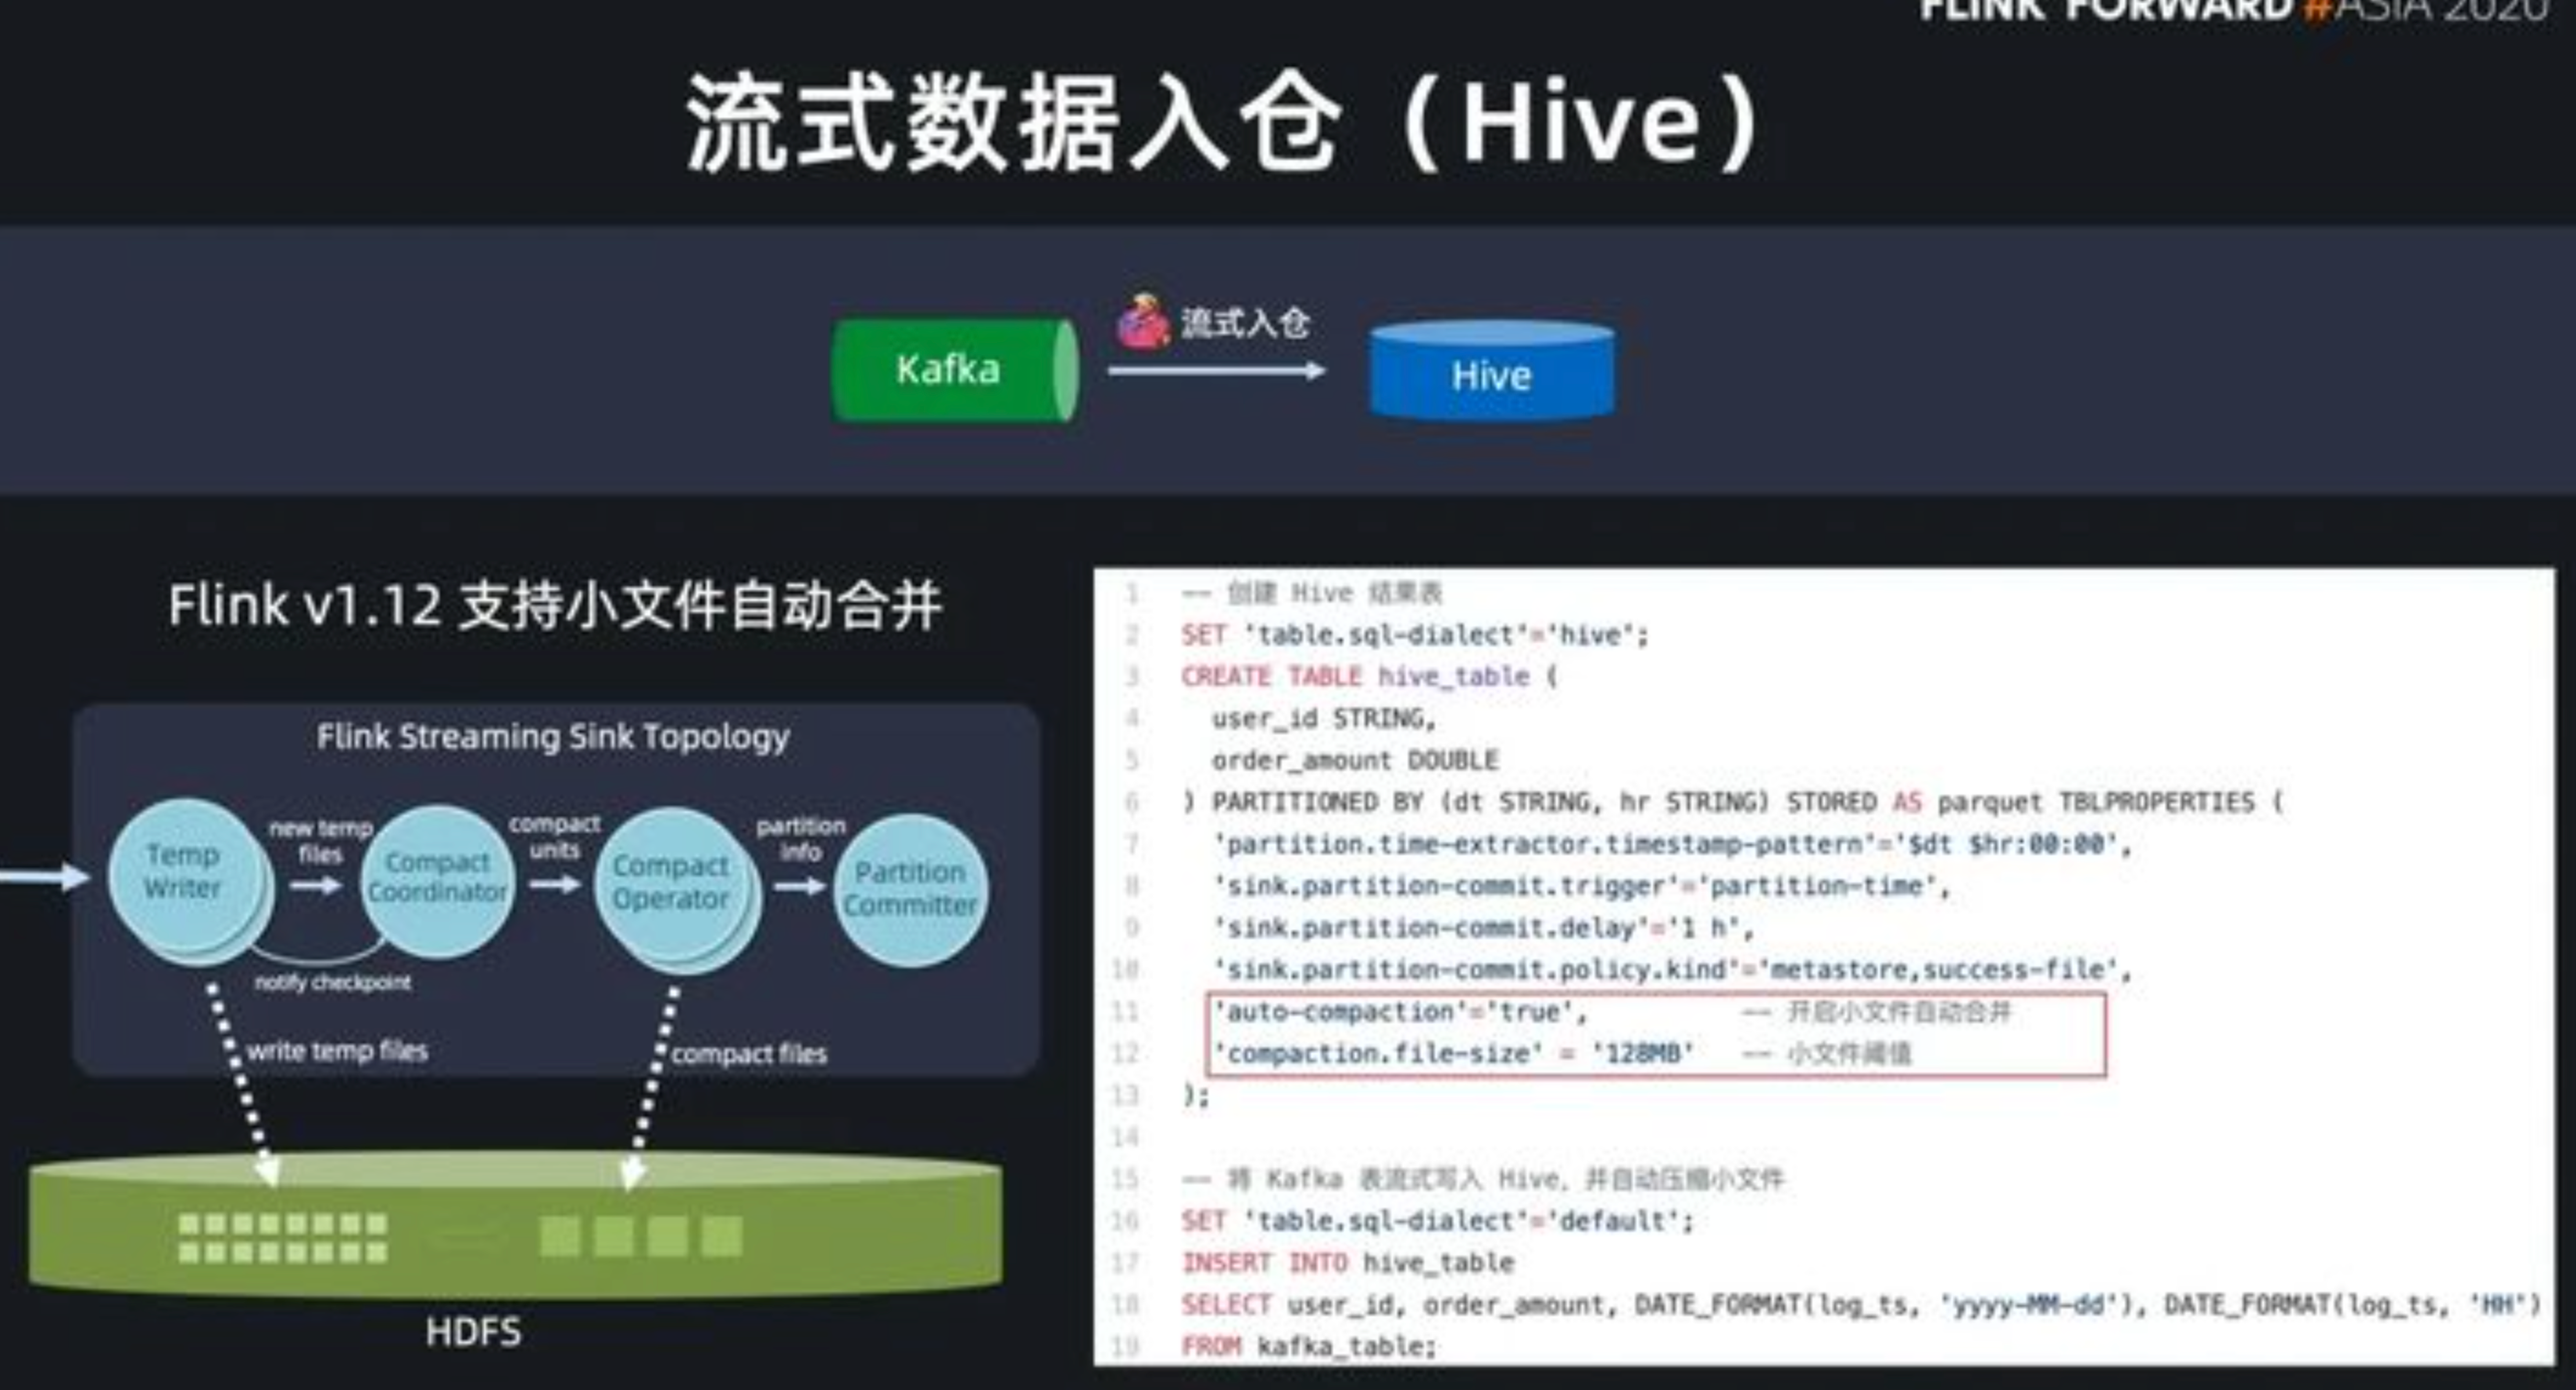 FLINK FORWARD #ASIA 2020
流式数据入仓（Hive）
Kafka
流式入仓
Hive
Flink v1.12 支持小文件自动合并
Flink Streaming Sink Topology
Temp
Writer
new temp
files
Compact
Coordinator
compact
units
Compact
Operator
partition
info
Partition
Committer
notify checkpoint
write temp files
compact files
HDFS
1 -- 创建 Hive 结果表
2 SET 'table.sql-dialect'='hive';
3 CREATE TABLE hive_table (
4 user_id STRING,
5 order_amount DOUBLE
6 ) PARTITIONED BY (dt STRING, hr STRING) STORED AS parquet TBLPROPERTIES (
7 'partition.time-extractor.timestamp-pattern'='$dt $hr:00:00',
8 'sink.partition-commit.trigger'='partition-time',
9 'sink.partition-commit.delay'='1 h',
10 'sink.partition-commit.policy.kind'='metastore,success-file',
11 'auto-compaction'='true', -- 开启小文件自动合并
12 'compaction.file-size' = '128MB' -- 小文件阈值
13 );
14
15 -- 将 Kafka 表流式写入 Hive，并自动压缩小文件
16 SET 'table.sql-dialect'='default';
17 INSERT INTO hive_table
18 SELECT user_id, order_amount, DATE_FORMAT(log_ts, 'yyyy-MM-dd'), DATE_FORMAT(log_ts, 'HH')
19 FROM kafka_table;